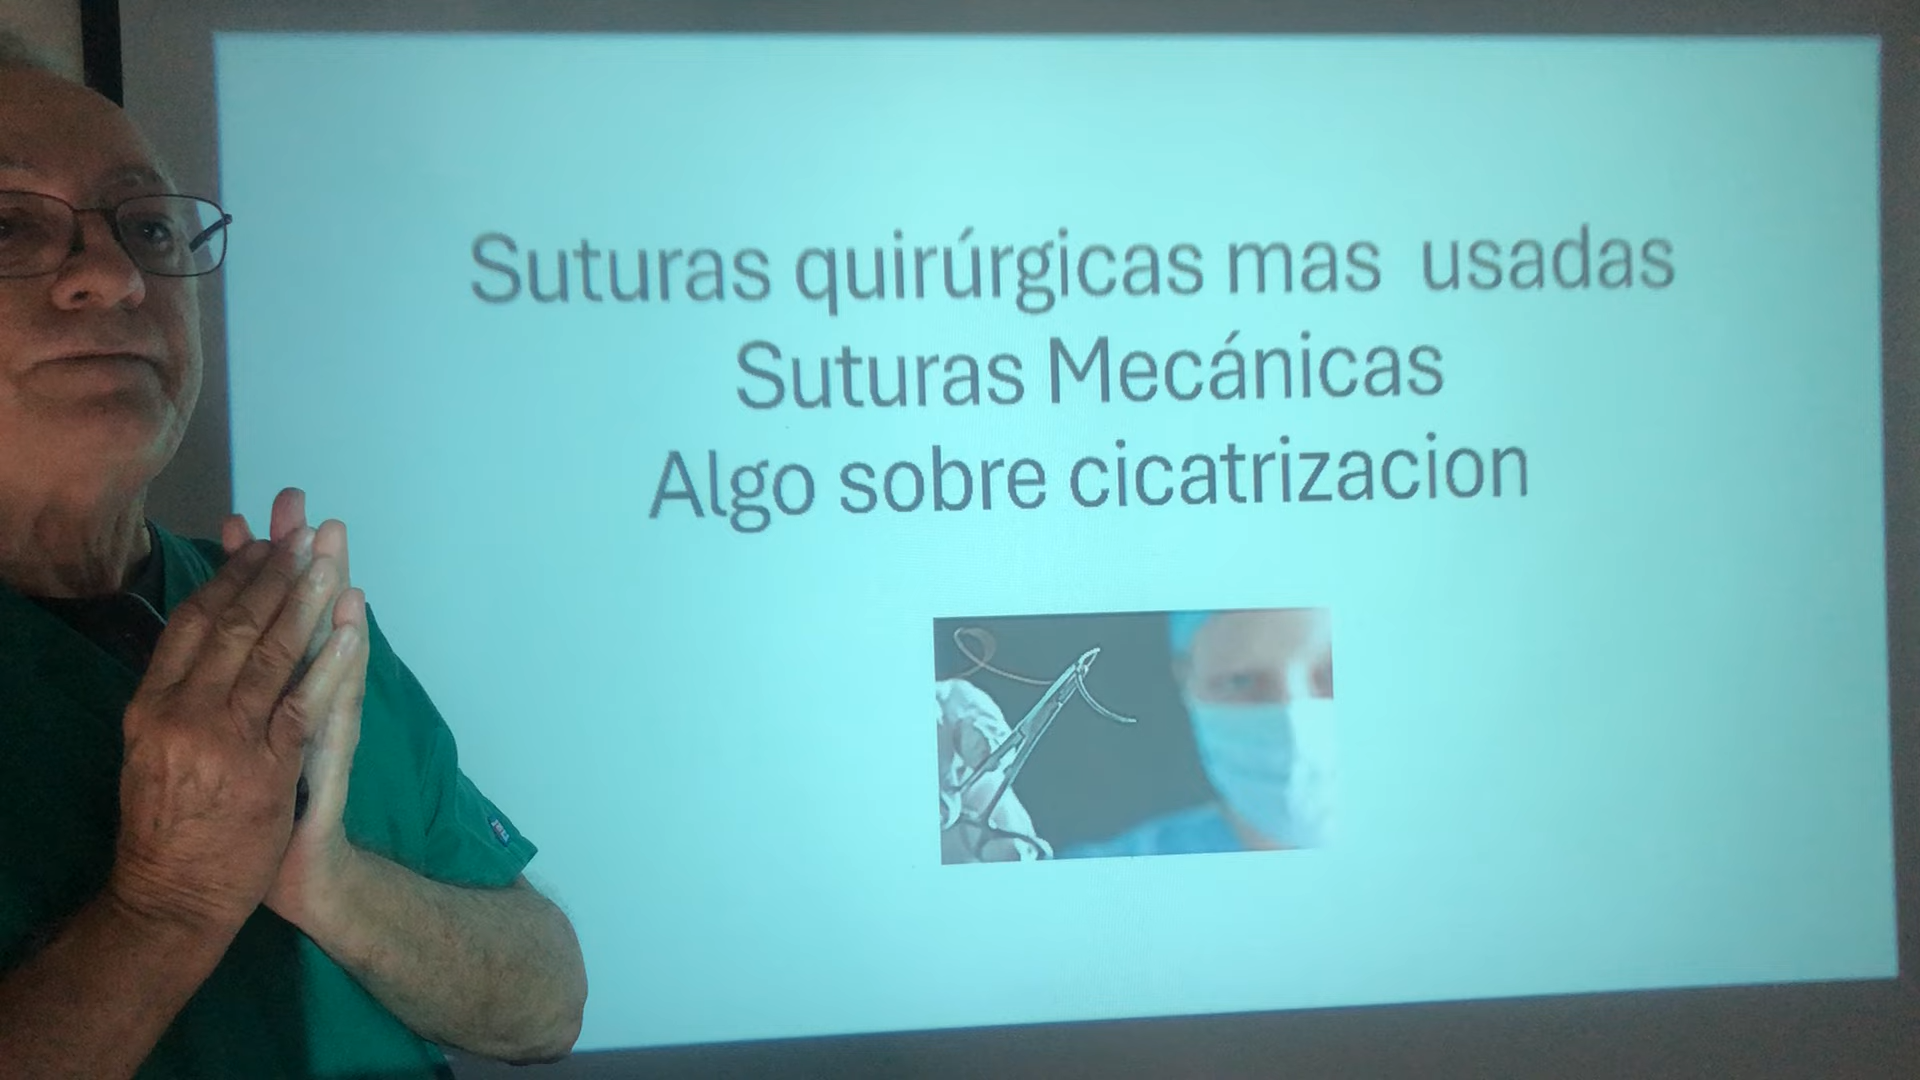 Suturas quirúrgicas mas usadas
Suturas Mecánicas
Algo sobre cicatrizacion